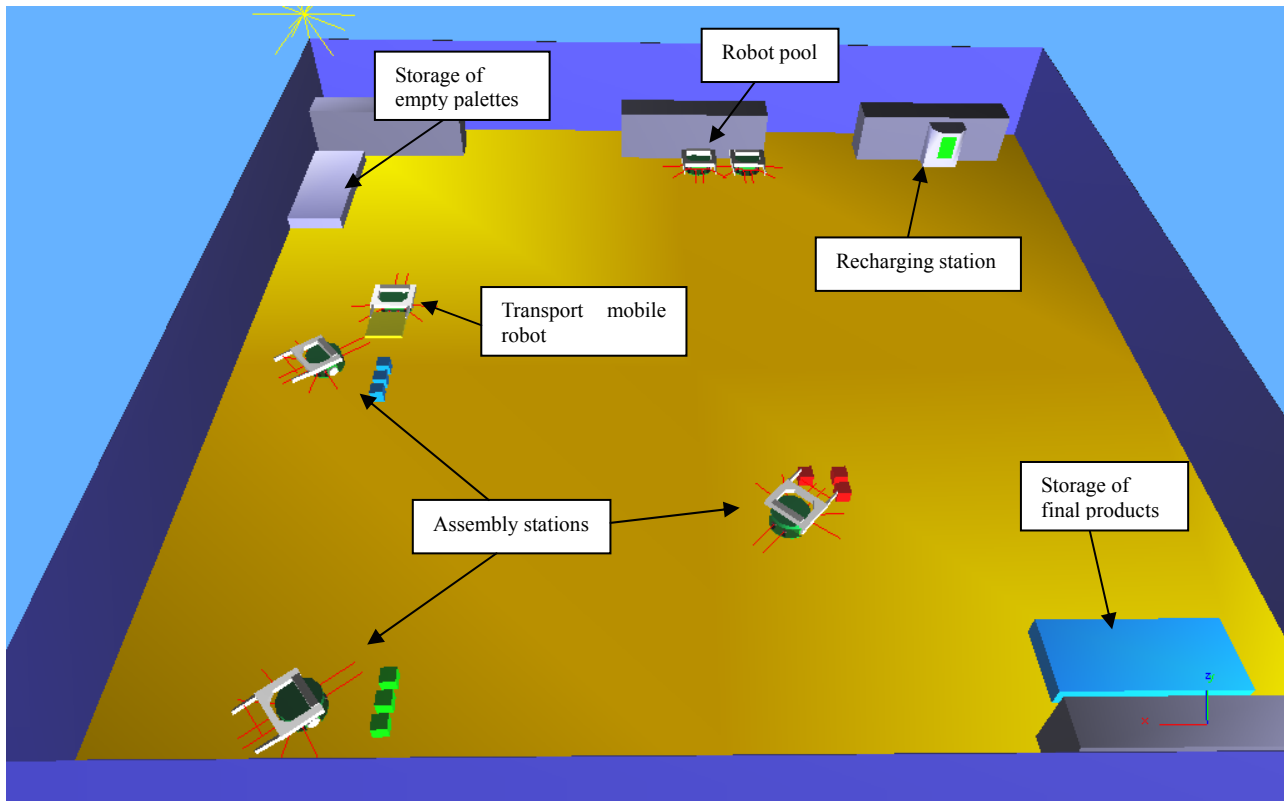 Robot pool
Storage of
empty palettes
Recharging station
Transport mobile
robot
Storage of
final products
Assembly stations
z
x